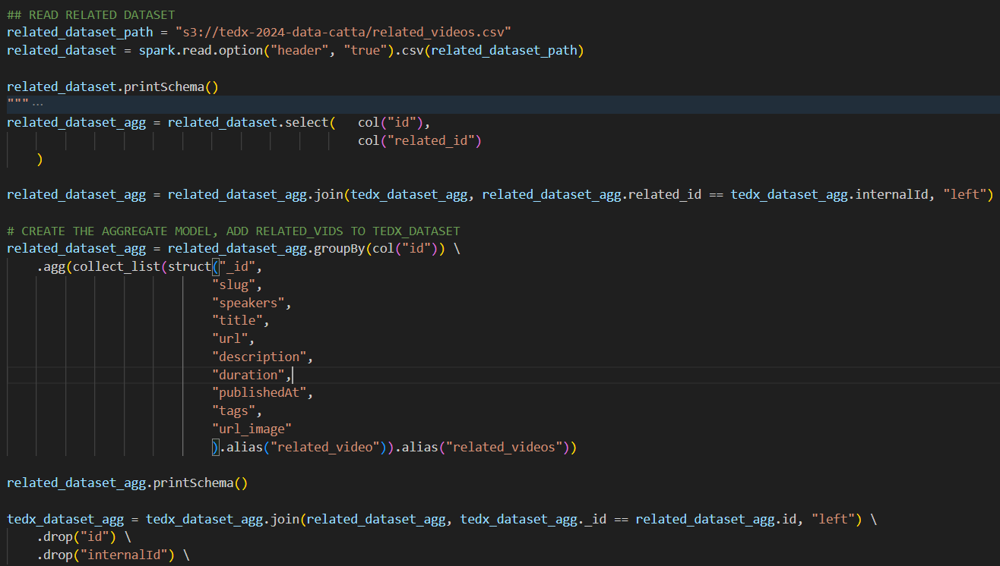 ## READ RELATED DATASET
related_dataset_path = "s3://tedx-2024-data-catta/related_videos.csv"
related_dataset = spark.read.option("header", "true").csv(related_dataset_path)

related_dataset.printSchema()
""" ...
related_dataset_agg = related_dataset.select(   col("id"),
                                                col("related_id")
    )

related_dataset_agg = related_dataset_agg.join(tedx_dataset_agg, related_dataset_agg.related_id == tedx_dataset_agg.internalId, "left")

# CREATE THE AGGREGATE MODEL, ADD RELATED_VIDS TO TEDX_DATASET
related_dataset_agg = related_dataset_agg.groupBy(col("id")) \
    .agg(collect_list(struct("_id",
                            "slug",
                            "speakers",
                            "title",
                            "url",
                            "description",
                            "duration",
                            "publishedAt",
                            "tags",
                            "url_image"
                            ).alias("related_video")).alias("related_videos"))

related_dataset_agg.printSchema()

tedx_dataset_agg = tedx_dataset_agg.join(related_dataset_agg, tedx_dataset_agg._id == related_dataset_agg.id, "left") \
    .drop("id") \
    .drop("internalId") \